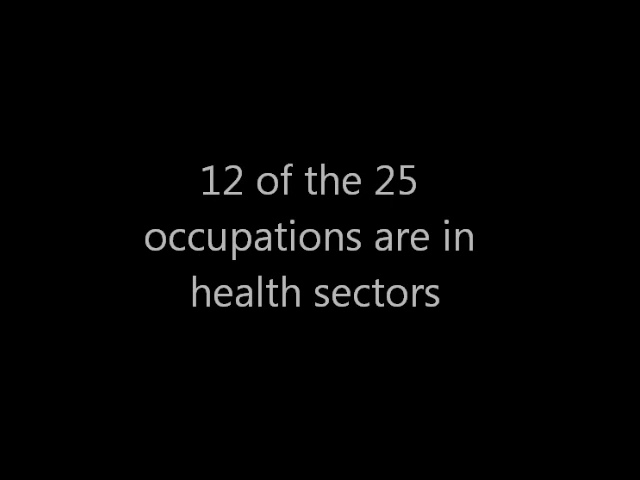 12 of the 25
occupations are in
health sectors